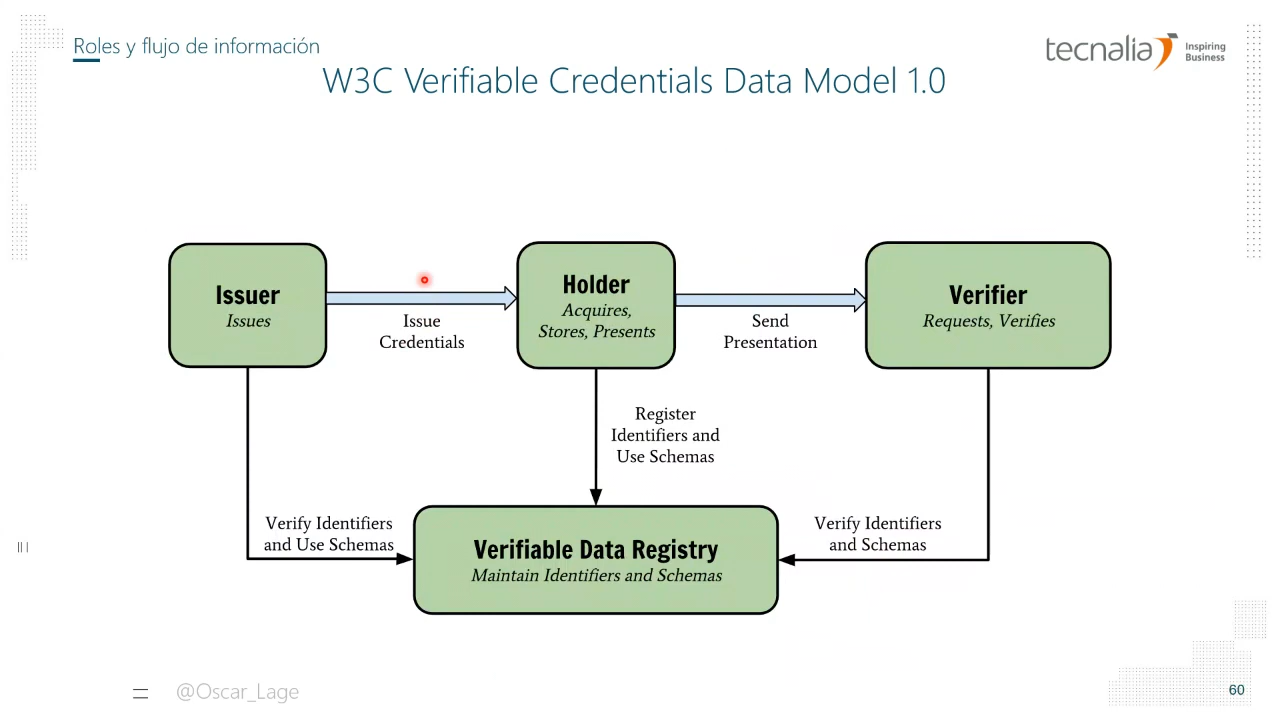 Roles y flujo de información
tecnalia Inspiring
Business
W3C Verifiable Credentials Data Model 1.0
Issuer
Issues
Issue
Credentials
Holder
Acquires,
Stores, Presents
Send
Presentation
Verifier
Requests, Verifies
Register
Identifiers and
Use Schemas
Verify Identifiers
and Use Schemas
Verifiable Data Registry
Maintain Identifiers and Schemas
Verify Identifiers
and Schemas
@Oscar_Lage
60